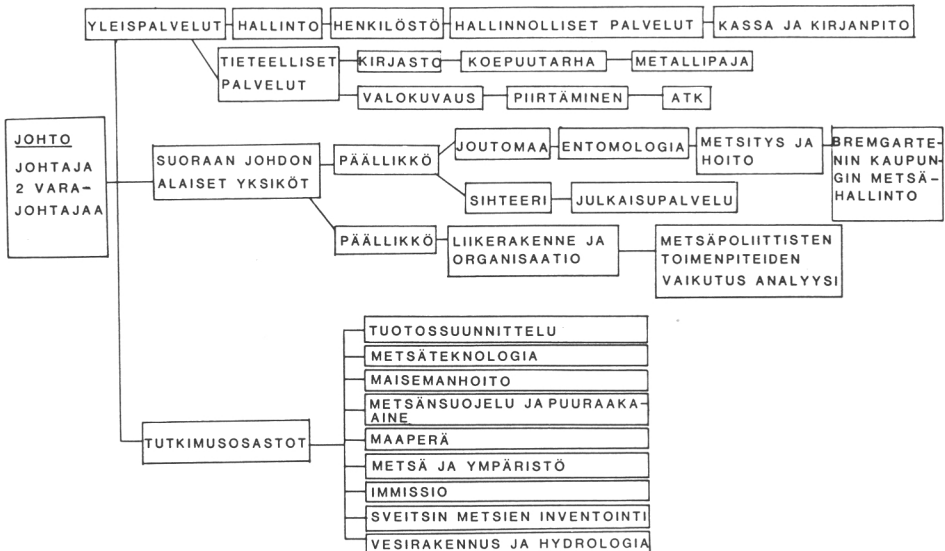 YLEISPALVELUT
HALLINTO
HENKILÖSTÖ
HALLINNOLLISET PALVELUT
KASSA JA KIRJANPITO
TIETEELLISET
PALVELUT
KIRJASTO
KOEPUUTARHA
METALLIPAJA
VALOKUVAUS
PIIRTÄMINEN
ATK
JOHTO
JOHTAJA
2 VARA-
JOHTAJAA
SUORAAN JOHDON
ALAISET YKSIKÖT
PÄÄLLIKKÖ
JOUTOMAA
ENTOMOLOGIA
METSITYS JA
HOITO
BREMGARTE-
NIN KAUPUN-
GIN METSÄ-
HALLINTO
SIHTEERI
JULKAISUPALVELU
PÄÄLLIKKÖ
LIIKERAKENNE JA
ORGANISAATIO
METSÄPOLIITTISTEN
TOIMENPITEIDEN
VAIKUTUS ANALYYSI
TUTKIMUSOSASTOT
TUOTOSSUUNNITTELU
METSÄTEKNOLOGIA
MAISEMANHOITO
METSÄNSUOJELU JA PUURAAKA-
AINE
MAAPERÄ
METSÄ JA YMPÄRISTÖ
IMMISSIO
SVEITSIN METSIEN INVENTOINTI
VESIRAKENNUS JA HYDROLOGIA